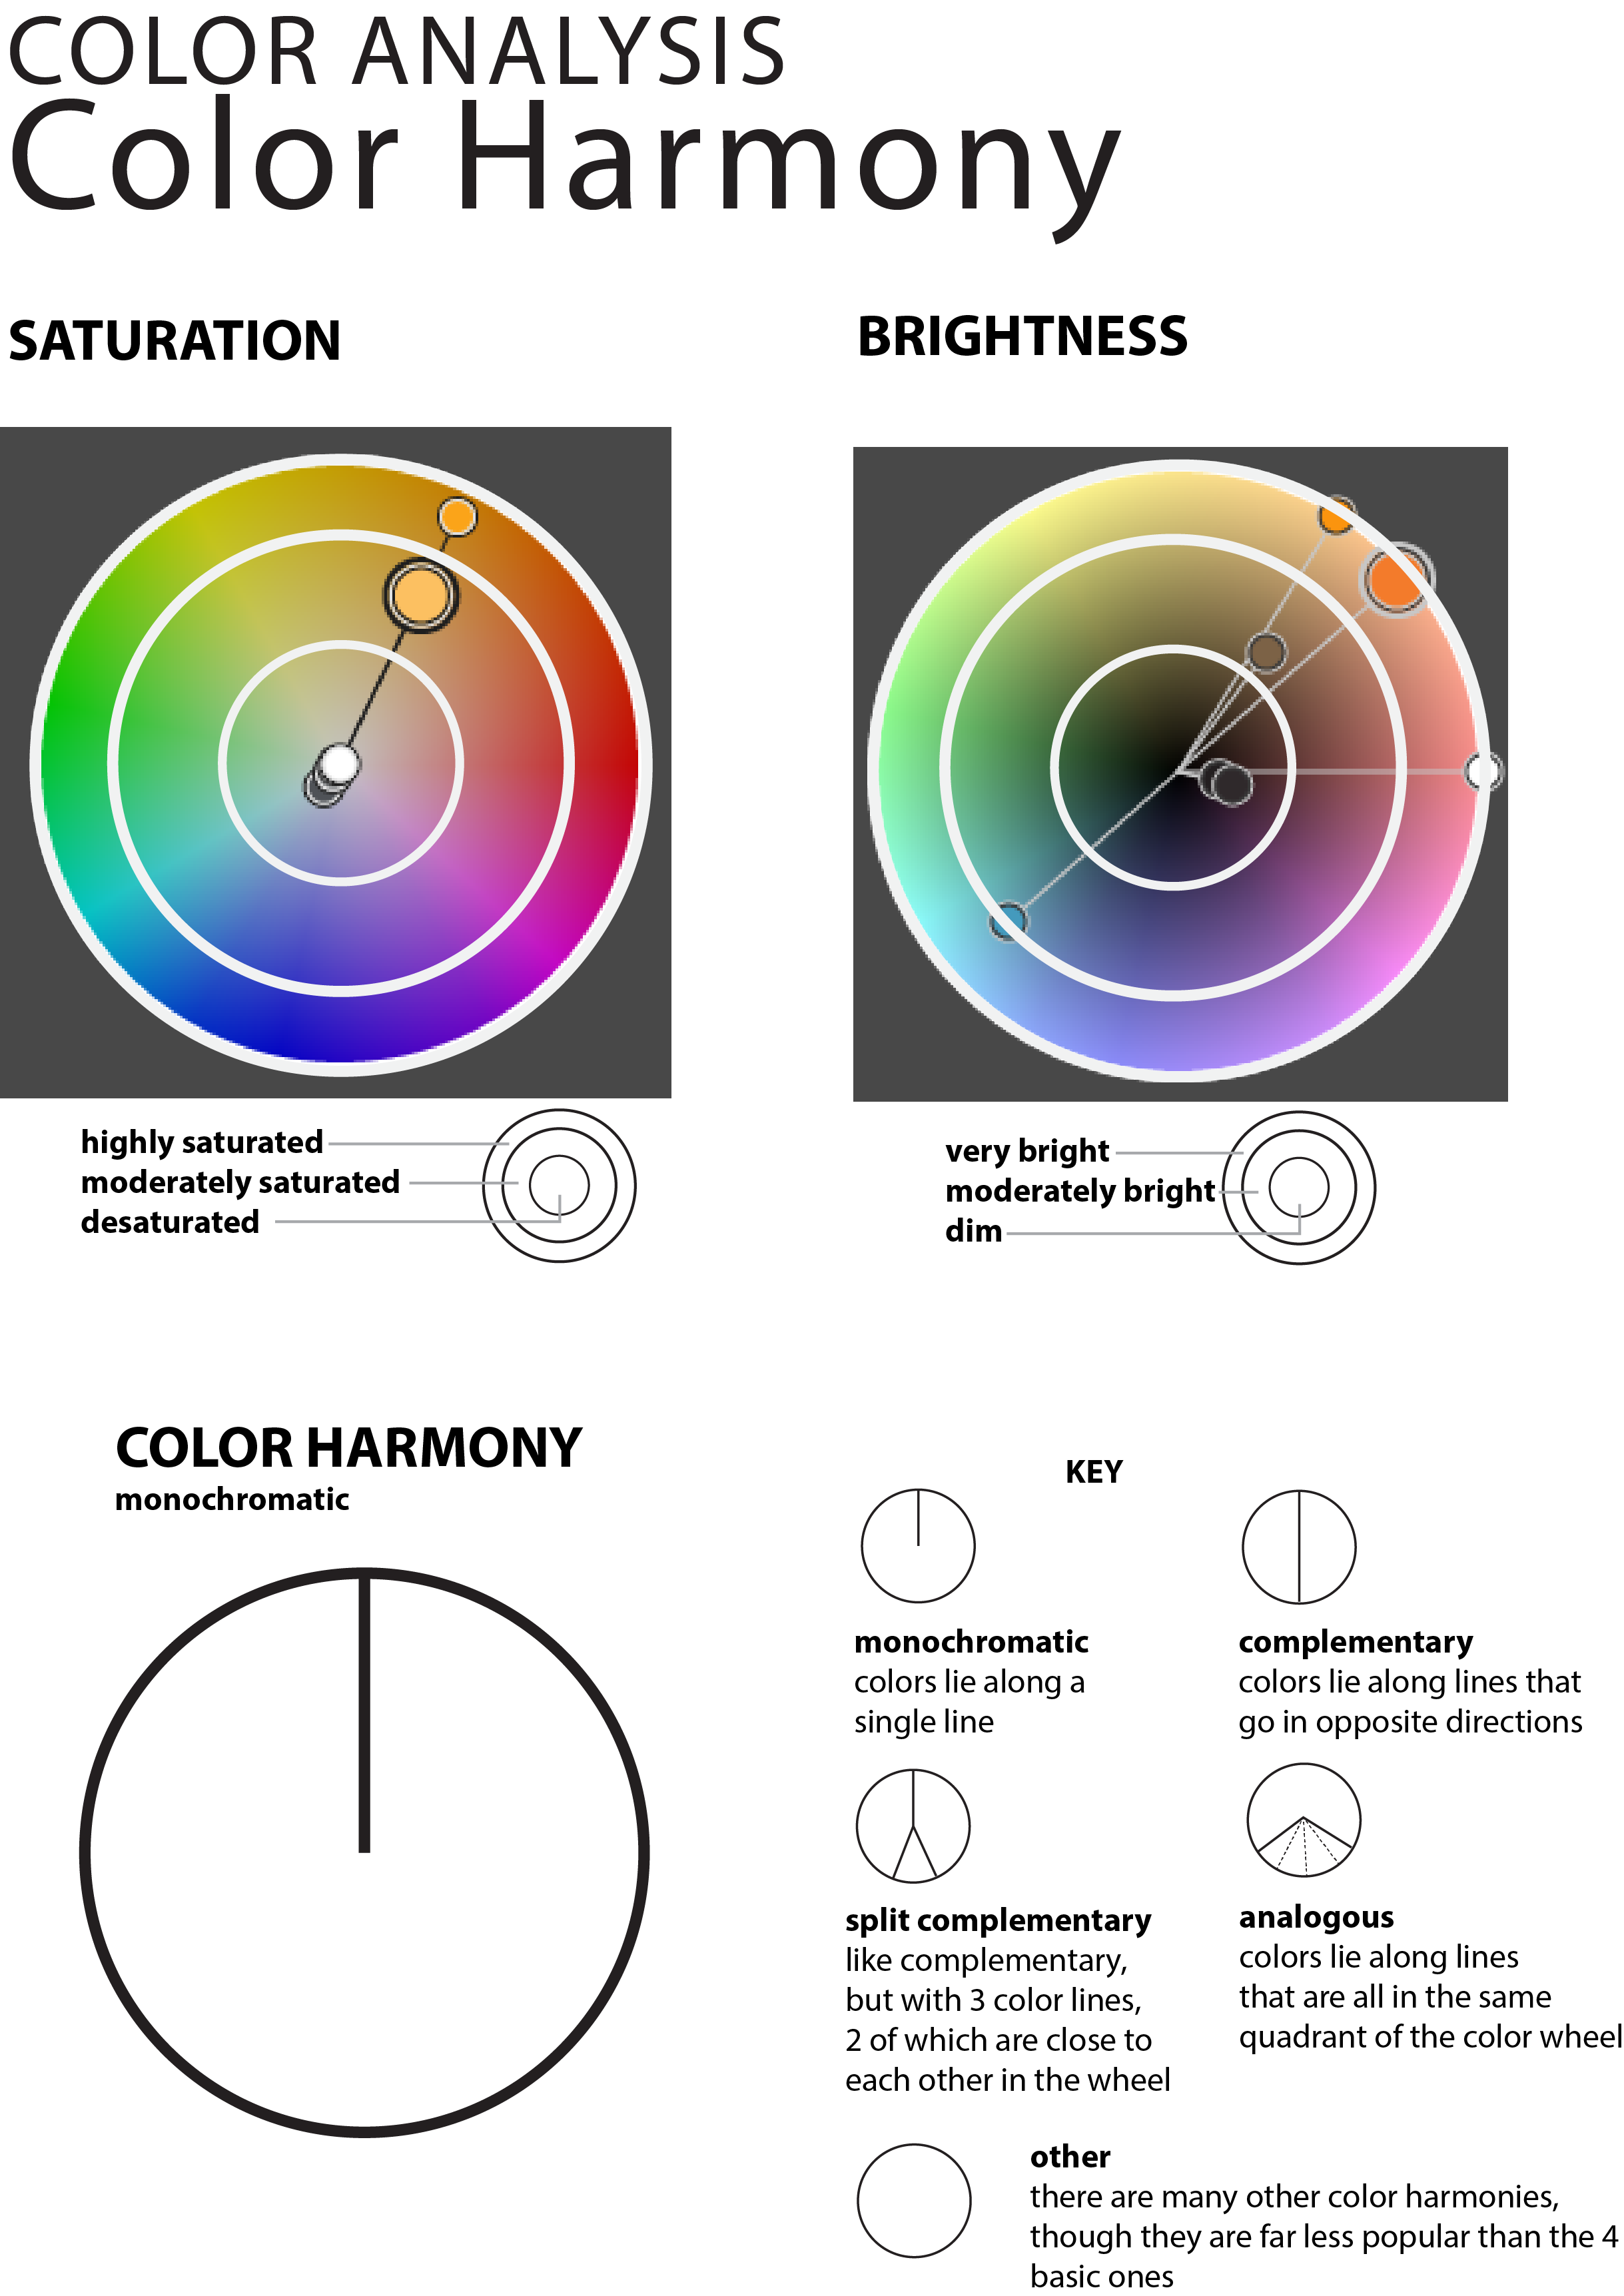 COLOR ANALYSIS
Color Harmony
SATURATION
BRIGHTNESS
highly saturated
moderately saturated
desaturated
very bright
moderately bright
dim
COLOR HARMONY
monochromatic
KEY
monochromatic
colors lie along a
single line
complementary
colors lie along lines that
go in opposite directions
split complementary
like complementary,
but with 3 color lines,
2 of which are close to
each other in the wheel
analogous
colors lie along lines
that are all in the same
quadrant of the color wheel
other
there are many other color harmonies,
though they are far less popular than the 4
basic ones